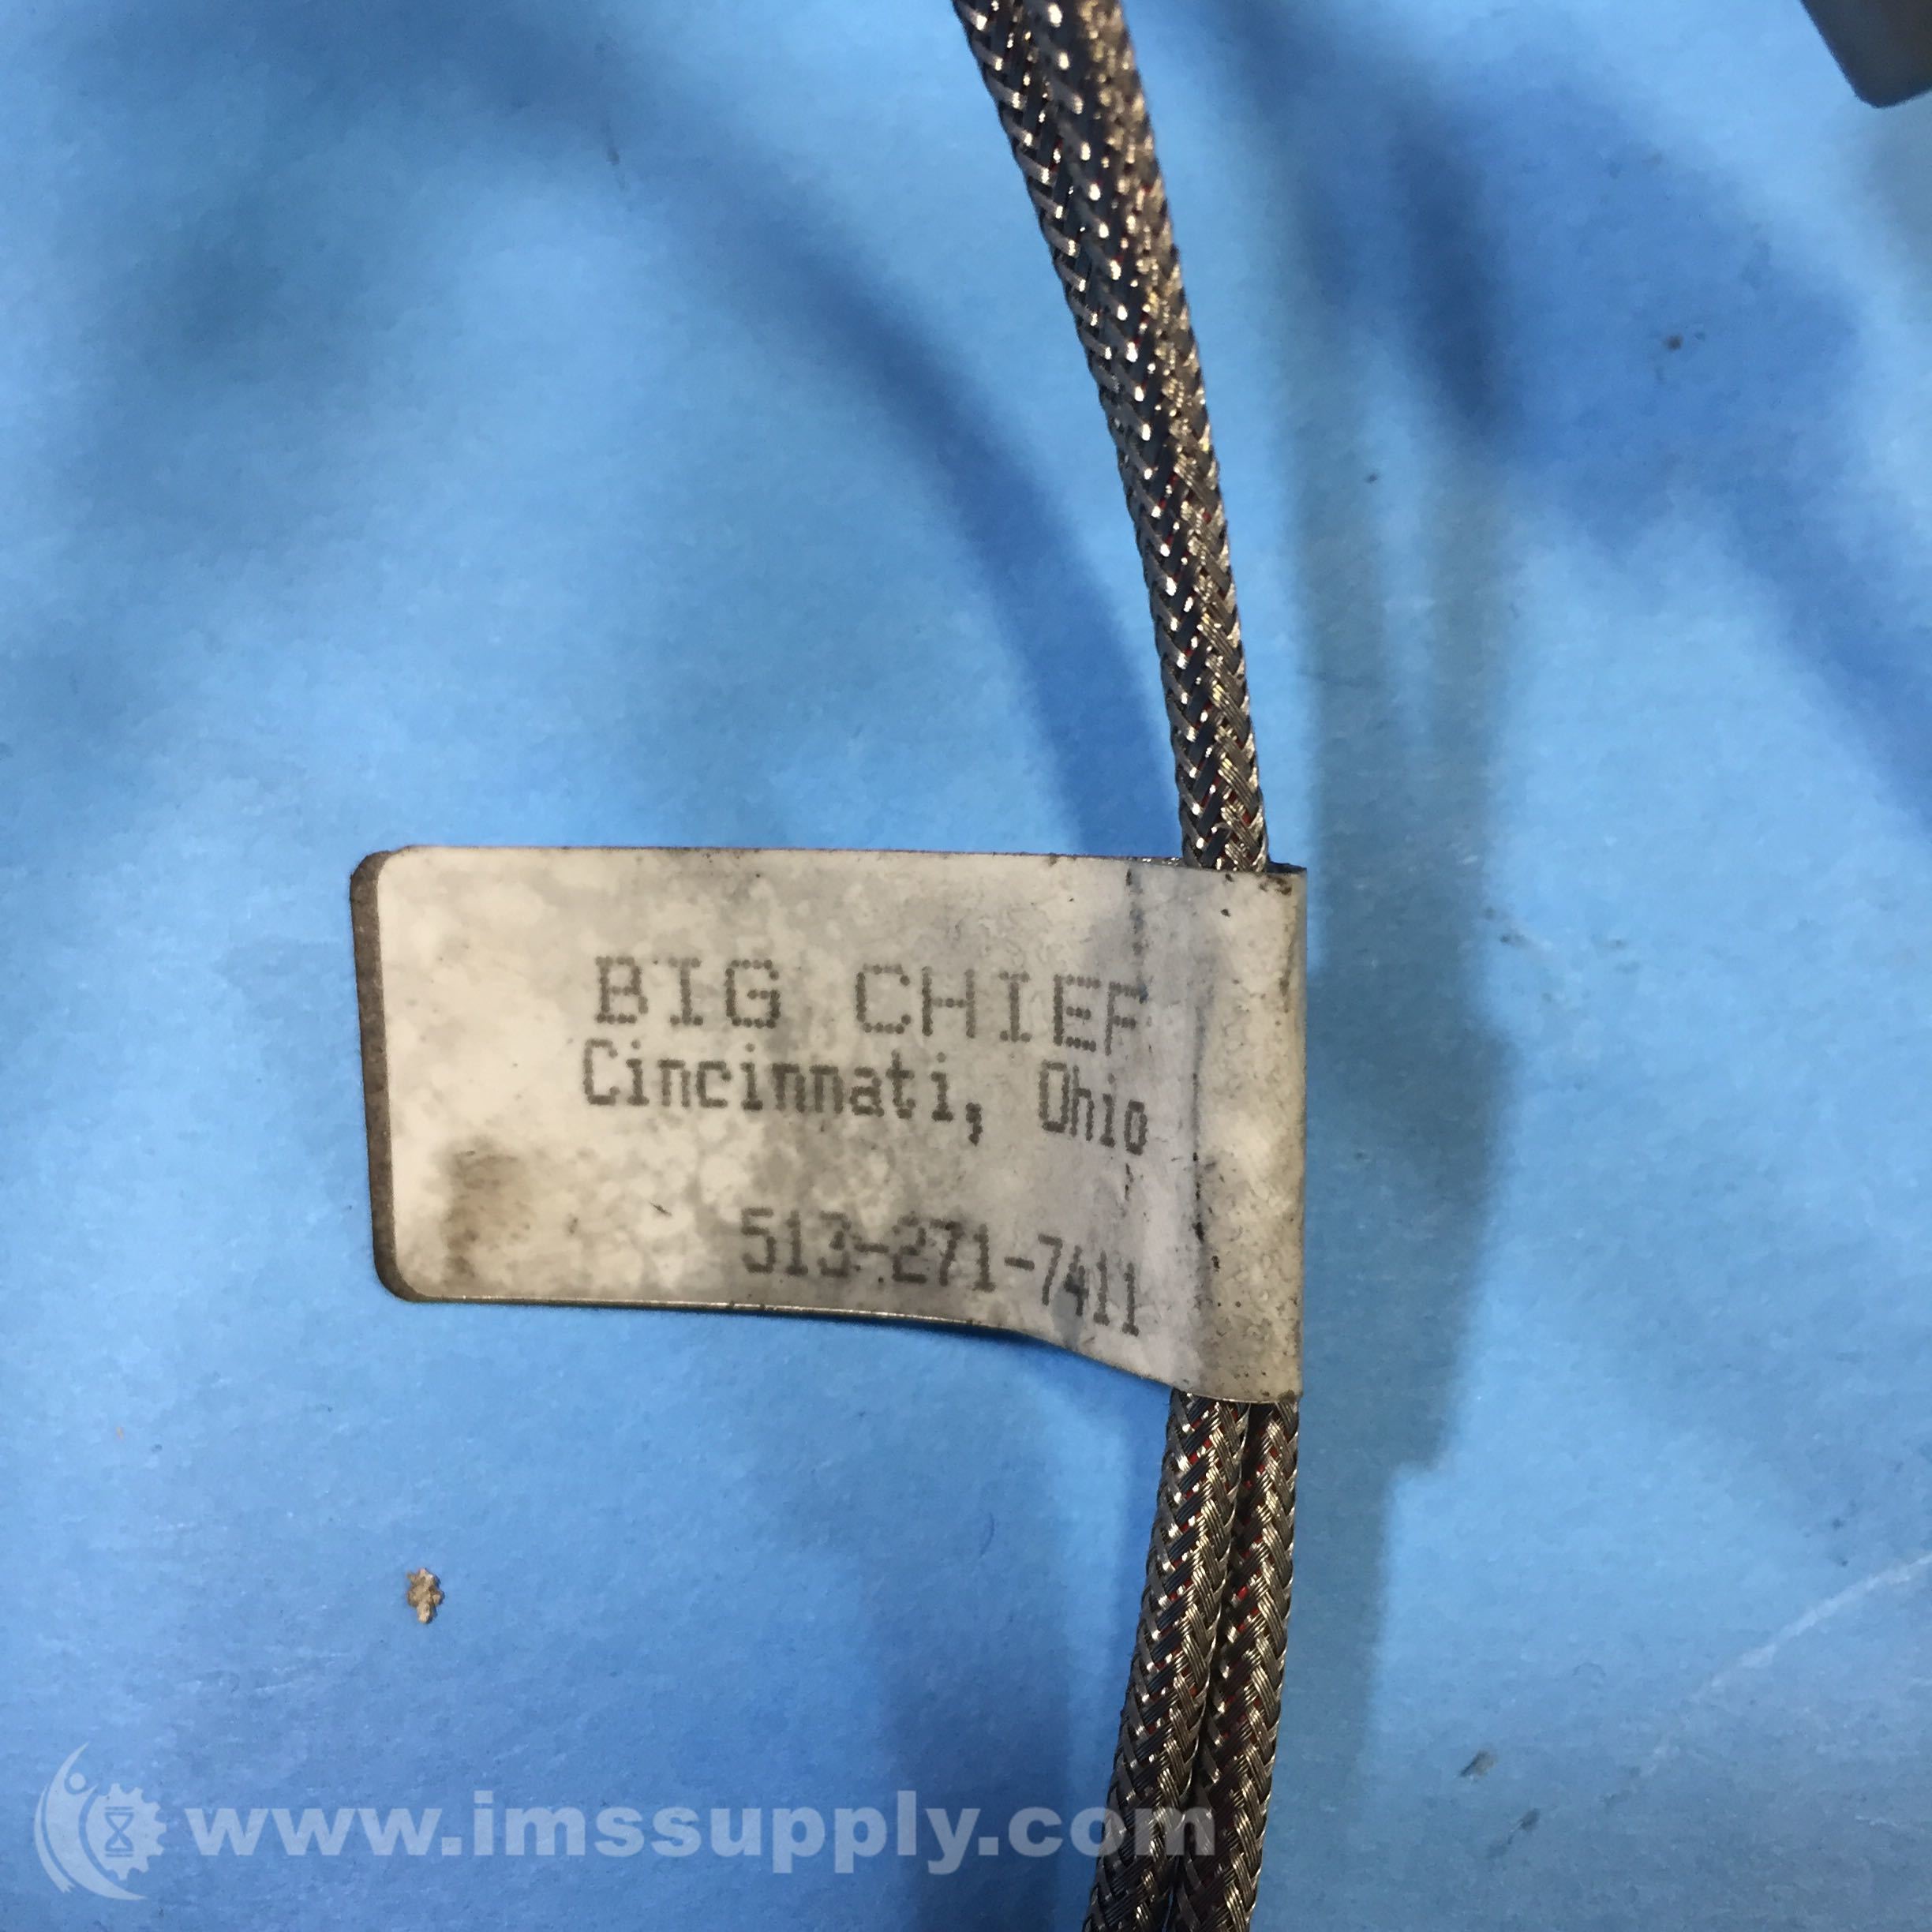 BIG CHIEF
Cincinnati, Ohio
513-271-7411
www.imssupply.com